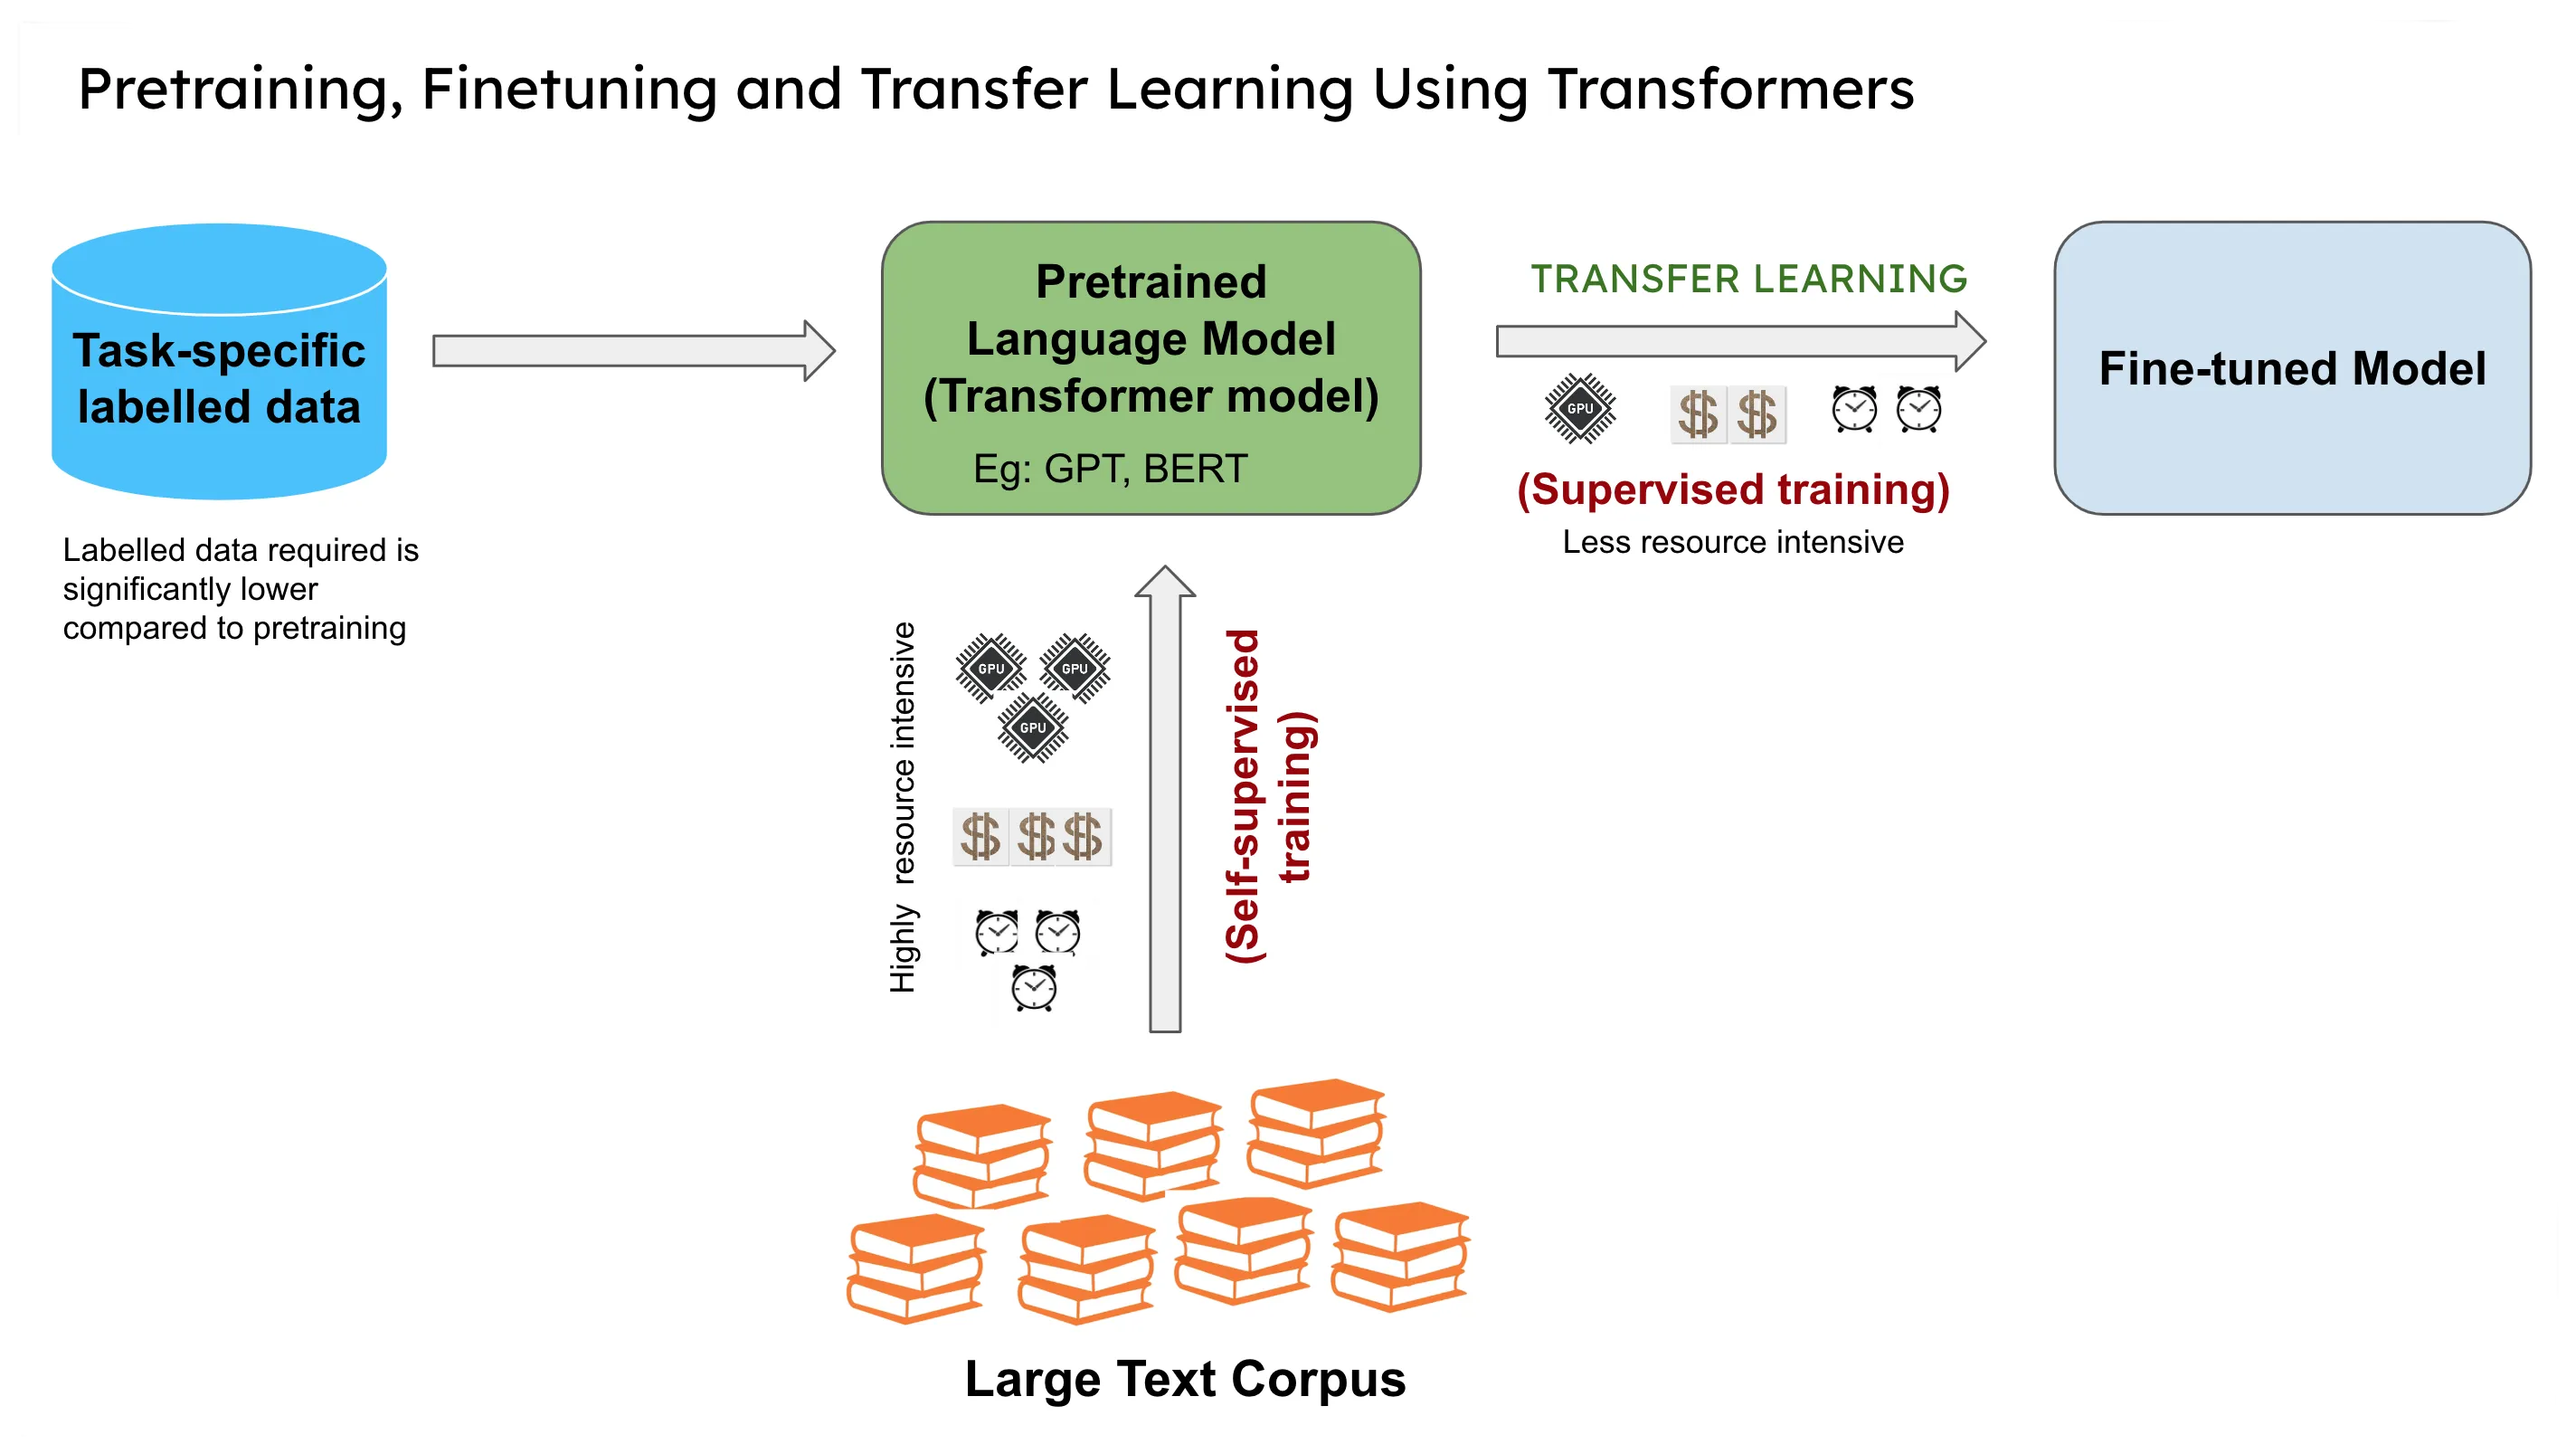 Pretraining, Finetuning and Transfer Learning Using Transformers
Task-specific
labelled data
Labelled data required is
significantly lower
compared to pretraining
Pretrained
Language Model
(Transformer model)
Eg: GPT, BERT
TRANSFER LEARNING
GPU
$ $
(Supervised training)
Less resource intensive
Fine-tuned Model
Highly resource intensive
GPU GPU
GPU
$ $ $
(Self-supervised
training)
Large Text Corpus